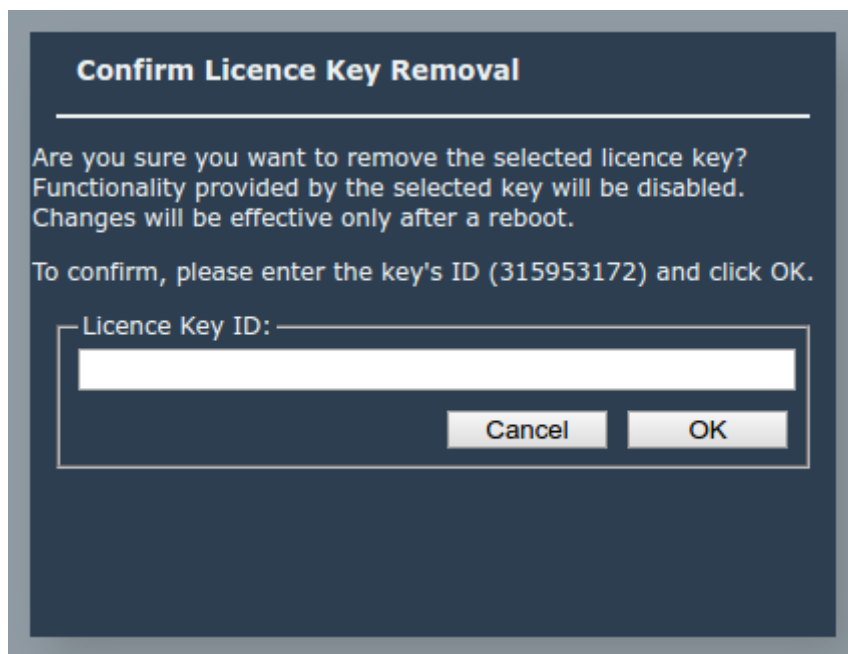 Confirm Licence Key Removal
Are you sure you want to remove the selected licence key?
Functionality provided by the selected key will be disabled.
Changes will be effective only after a reboot.
To confirm, please enter the key's ID (315953172) and click OK.
Licence Key ID:
Cancel OK